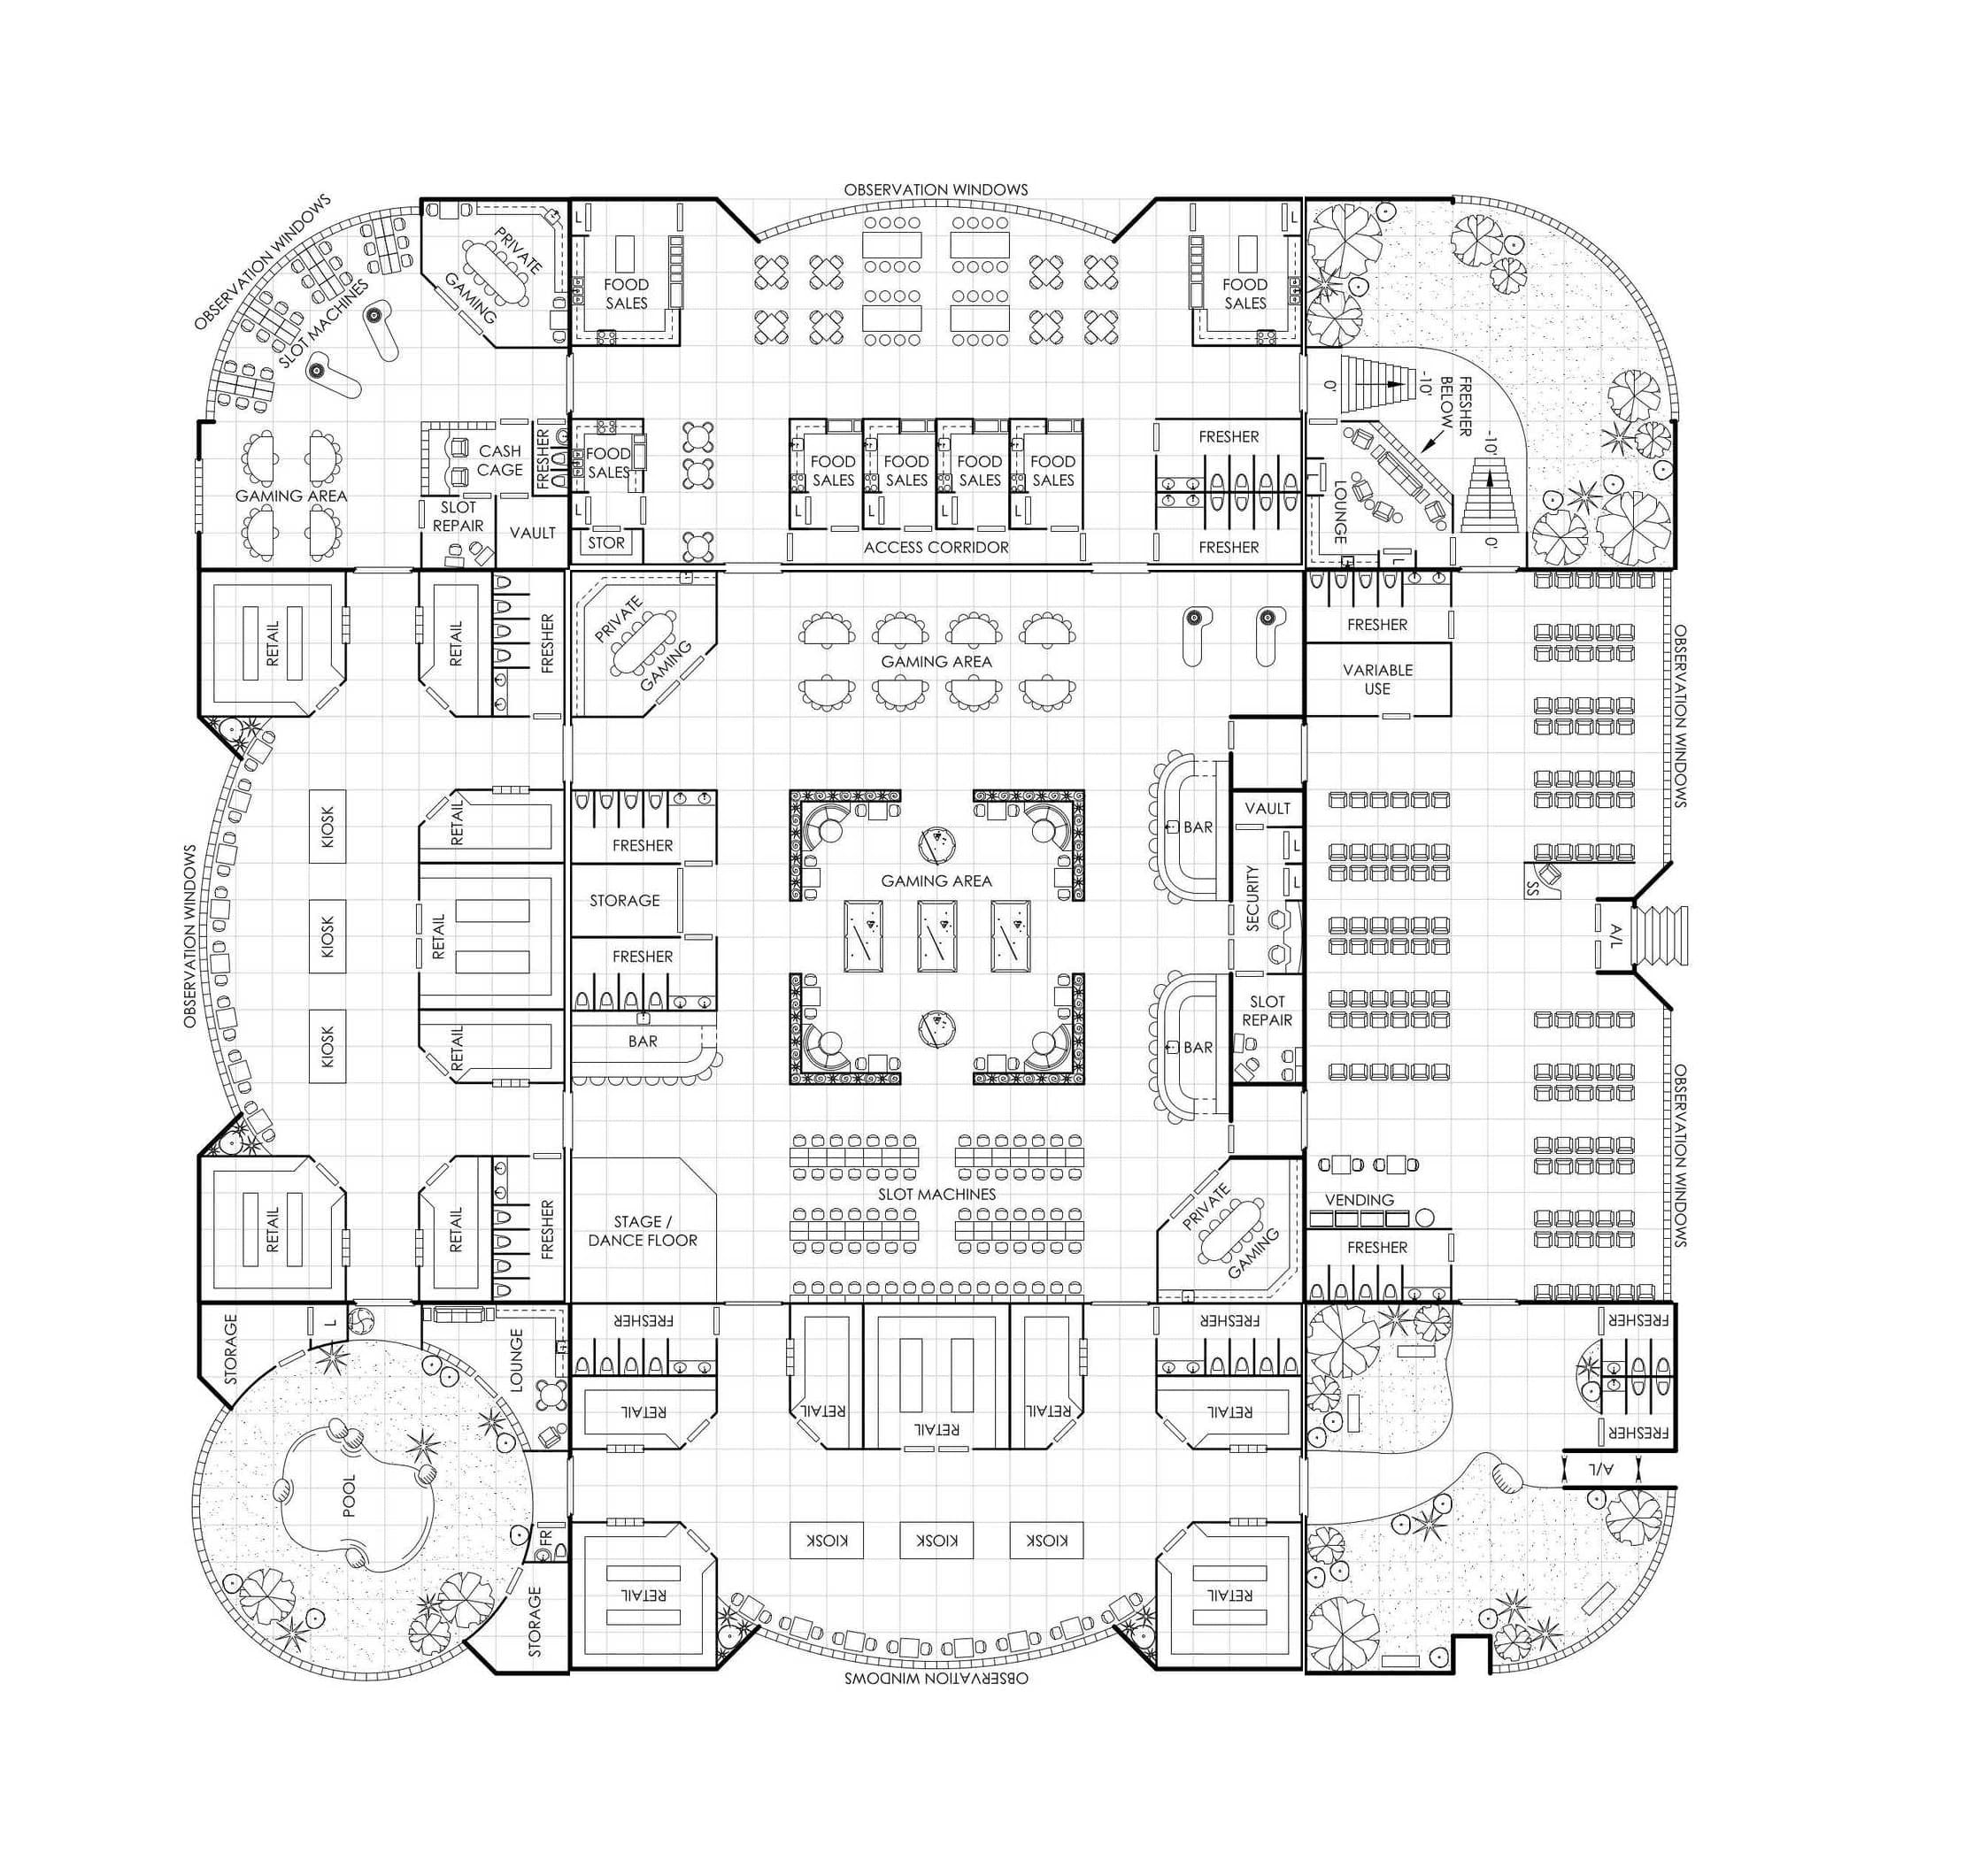 OBSERVATION WINDOWS
OBSERVATION WINDOWS
SLOT MACHINES
PRIVATE
GAMING
GAMING AREA
CASH
CAGE
FRESHER
SLOT
REPAIR
VAULT
L
FOOD
SALES
FOOD
SALES
L
FOOD
SALES
L
STOR
FOOD
SALES
L
FOOD
SALES
L
FOOD
SALES
L
FOOD
SALES
L
ACCESS CORRIDOR
FRESHER
FRESHER
0'
-10'
FRESHER
BELOW
-10'
0'
LOUNGE
L
L
RETAIL
RETAIL
FRESHER
OBSERVATION WINDOWS
KIOSK
KIOSK
KIOSK
RETAIL
RETAIL
RETAIL
RETAIL
RETAIL
FRESHER
PRIVATE
GAMING
GAMING AREA
FRESHER
STORAGE
FRESHER
BAR
GAMING AREA
BAR
BAR
VAULT
L
L
SECURITY
SLOT
REPAIR
STAGE /
DANCE FLOOR
SLOT MACHINES
PRIVATE
GAMING
FRESHER
VARIABLE
USE
OBSERVATION WINDOWS
SS
A/L
OBSERVATION WINDOWS
VENDING
FRESHER
STORAGE
L
LOUNGE
POOL
FR
STORAGE
FRESHER
RETAIL
RETAIL
RETAIL
RETAIL
FRESHER
RETAIL
KIOSK
KIOSK
KIOSK
RETAIL
RETAIL
OBSERVATION WINDOWS
FRESHER
FRESHER
A/L